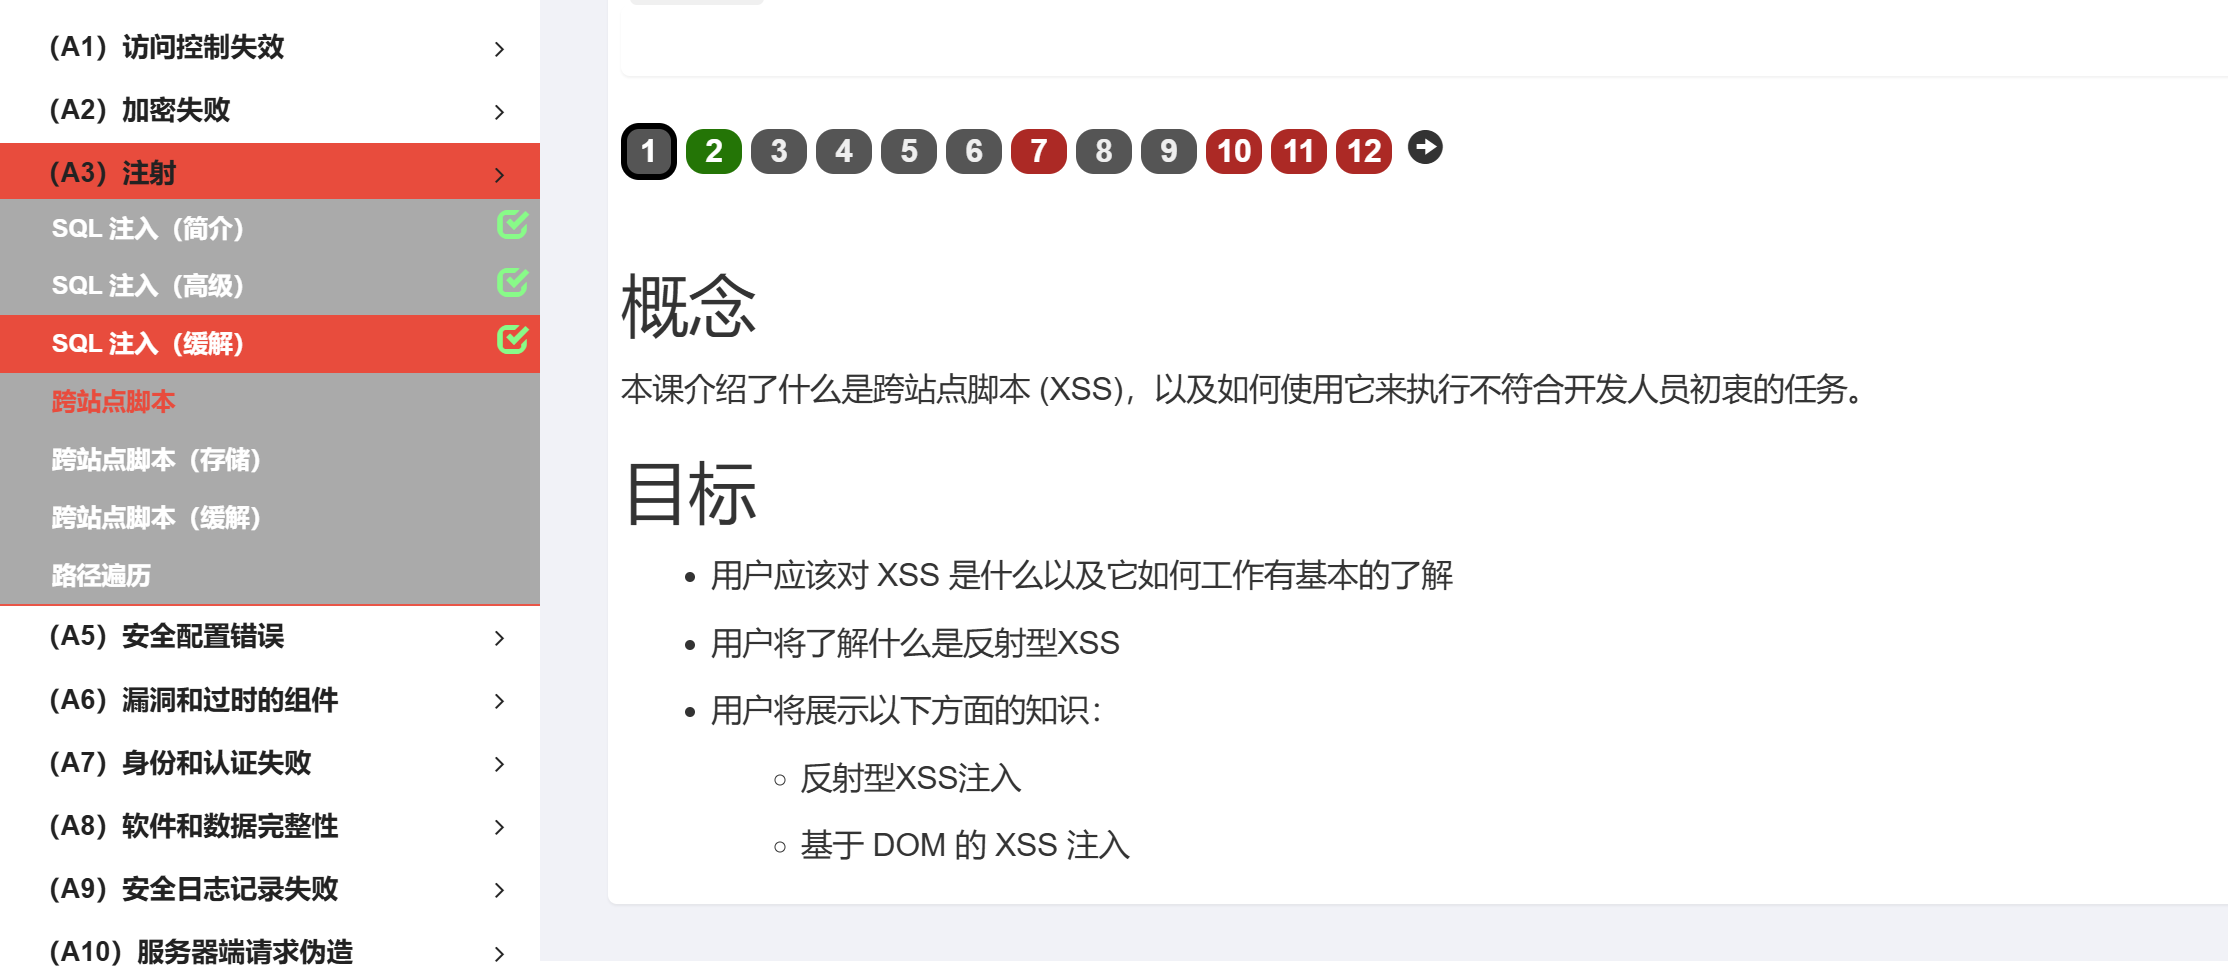 （A1）访问控制失效
（A2）加密失败
（A3）注射
SQL 注入（简介）
SQL 注入（高级）
SQL 注入（缓解）
跨站点脚本
跨站点脚本（存储）
跨站点脚本（缓解）
路径遍历
（A5）安全配置错误
（A6）漏洞和过时的组件
（A7）身份和认证失败
（A8）软件和数据完整性
（A9）安全日志记录失败
（A10）服务器端请求伪造
1 2 3 4 5 6 7 8 9 10 11 12
概念
本课介绍了什么是跨站点脚本 (XSS)，以及如何使用它来执行不符合开发人员初衷的任务。
目标
用户应该对 XSS 是什么以及它如何工作有基本的了解
用户将了解什么是反射型XSS
用户将展示以下方面的知识：
反射型XSS注入
基于 DOM 的 XSS 注入